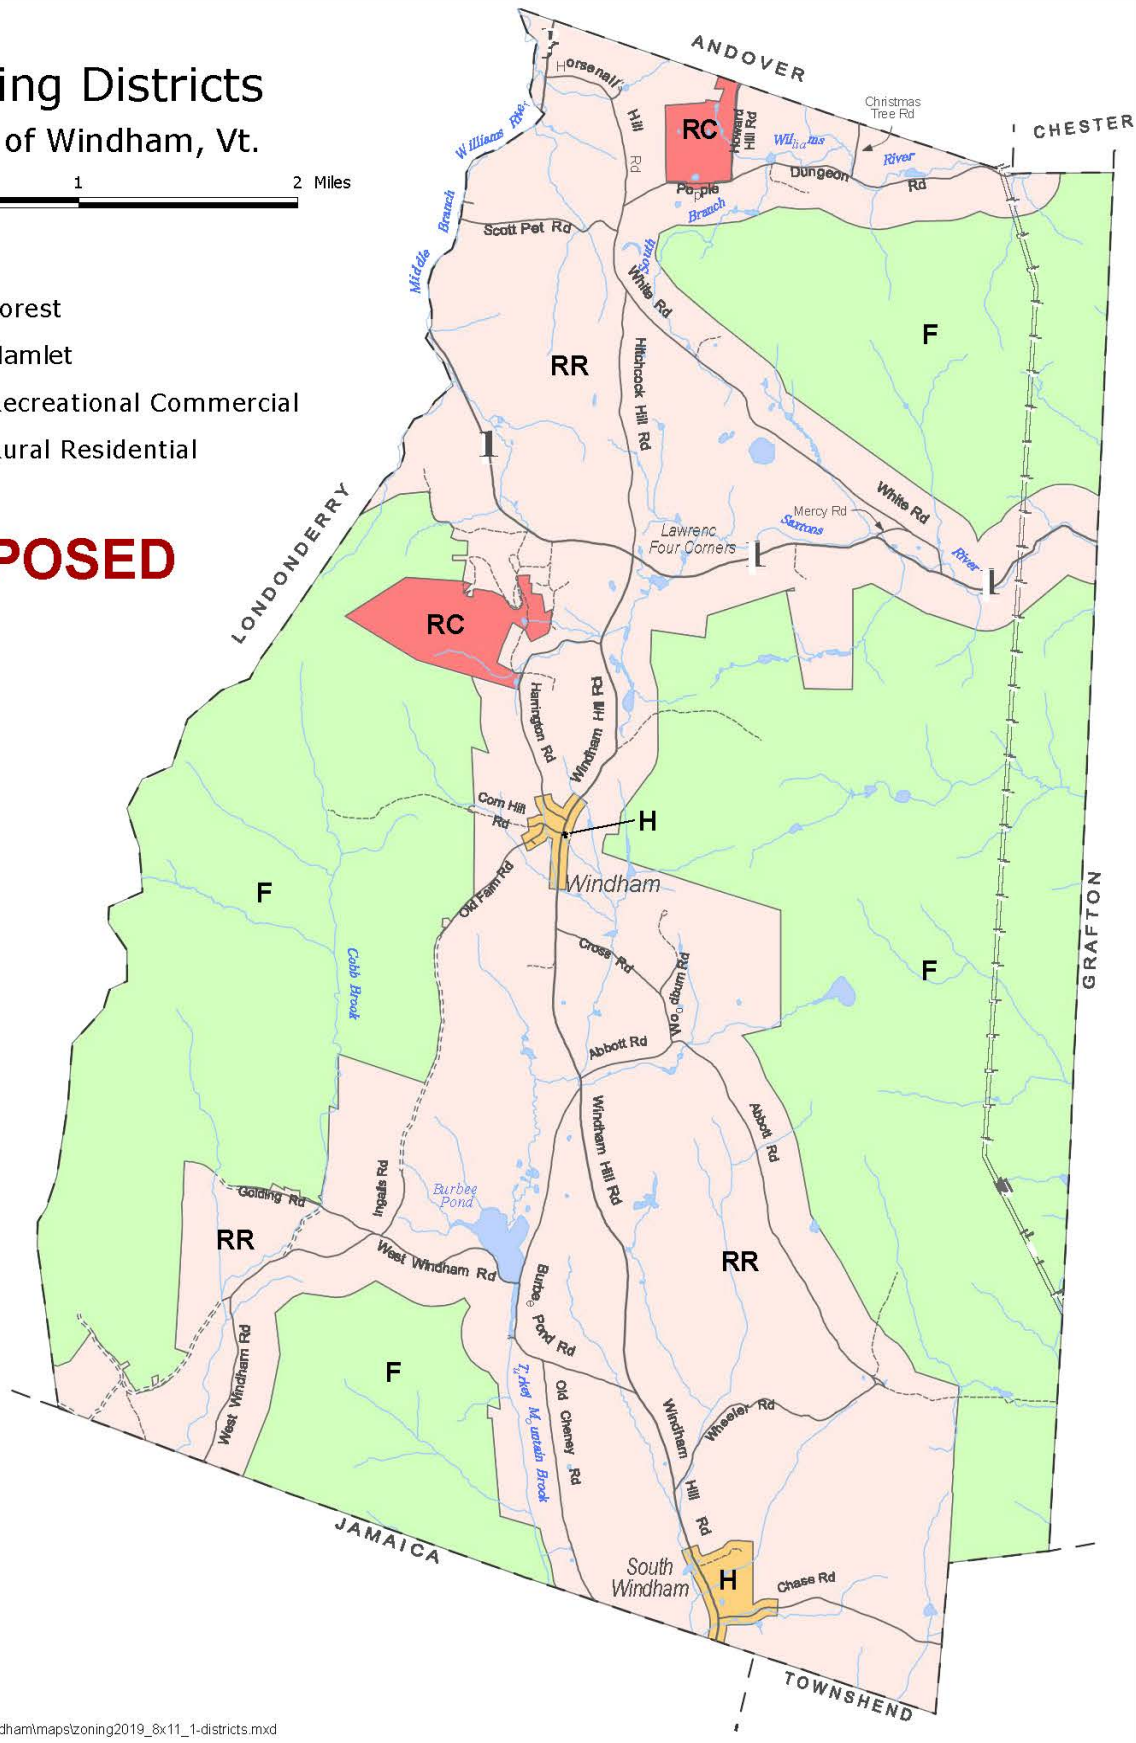 ing Districts
of Windham, Vt.
1 2 Miles
orest
amlet
ecreational Commercial
ural Residential
POSED
ANDOVER
CHESTER
LONDONDERRY
GRAFTON
JAMAICA
TOWNSHEND
Horsenail
Hill
Rd
RC
Howard
Hill Rd
Christmas
Tree Rd
Williams River
Williams
River
Dungeon
Rd
Popple
Branch
South
Middle
Branch
Scott Pet Rd
White Rd
F
RR
Hitchcock Hill Rd
1
White Rd
Mercy Rd
Saxtons
River
Lawrenc
Four Corners
1
1
RC
Harrington Rd
Windham Hill Rd
Corn Hill
Rd
H
Windham
Old Farm Rd
F
Cobb Brook
Cross Rd
Woodburn Rd
F
Abbott Rd
Abbott Rd
Windham Hill Rd
Ingalls Rd
Burbee
Pond
Golding Rd
RR
West Windham Rd
RR
Burbee Pond Rd
West Windham Rd
F
Turkey Mountain Brook
Old Cheney Rd
Windham
Hill
Rd
Wheeler Rd
South
Windham
H
Chase Rd
dham\maps\zoning2019_8x11_1-districts.mxd